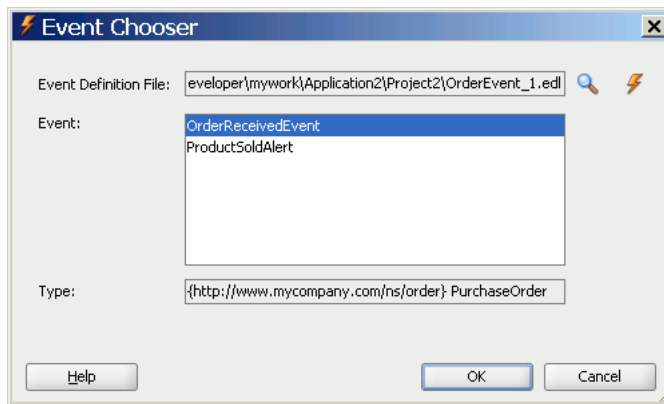 Event Chooser
Event Definition File: eveloper\mywork\Application2\Project2\OrderEvent_1.edl
Event:
OrderReceivedEvent
ProductSoldAlert
Type: {http://www.mycompany.com/ns/order} PurchaseOrder
Help OK Cancel